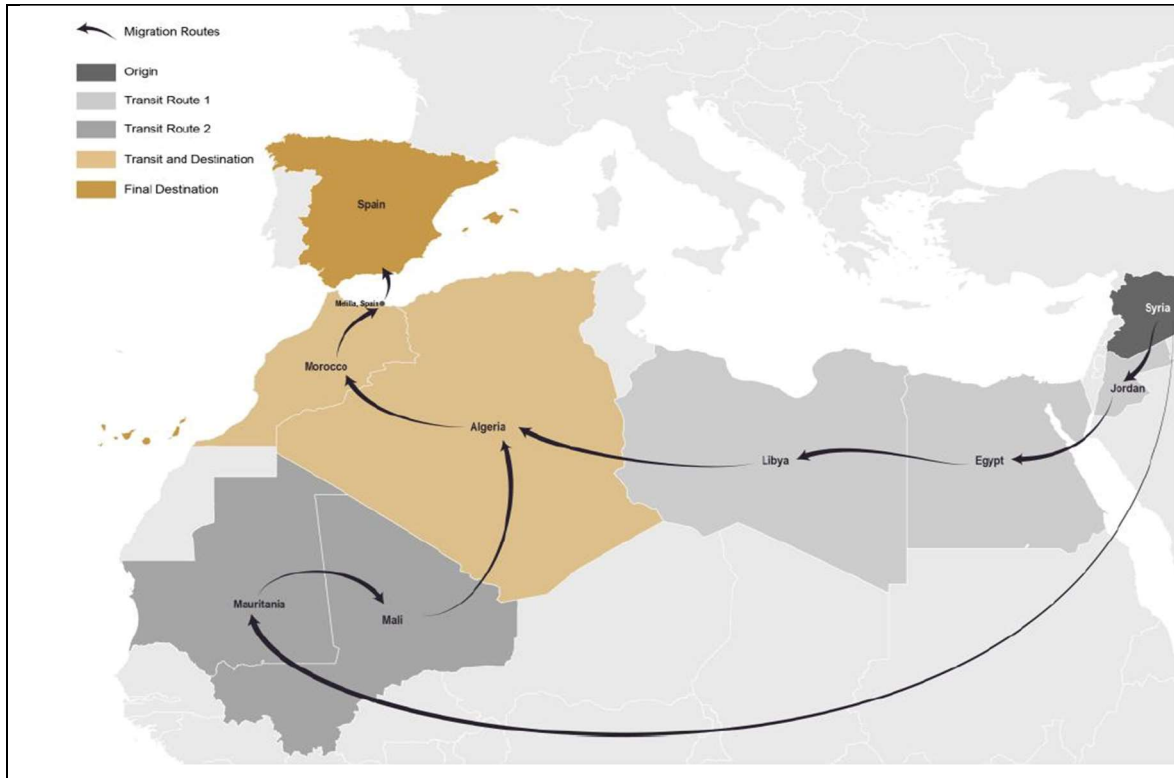 Migration Routes
Origin
Transit Route 1
Transit Route 2
Transit and Destination
Final Destination
Spain
Melilla, Spain
Syria
Morocco
Jordan
Algeria
Libya
Egypt
Mauritania
Mali